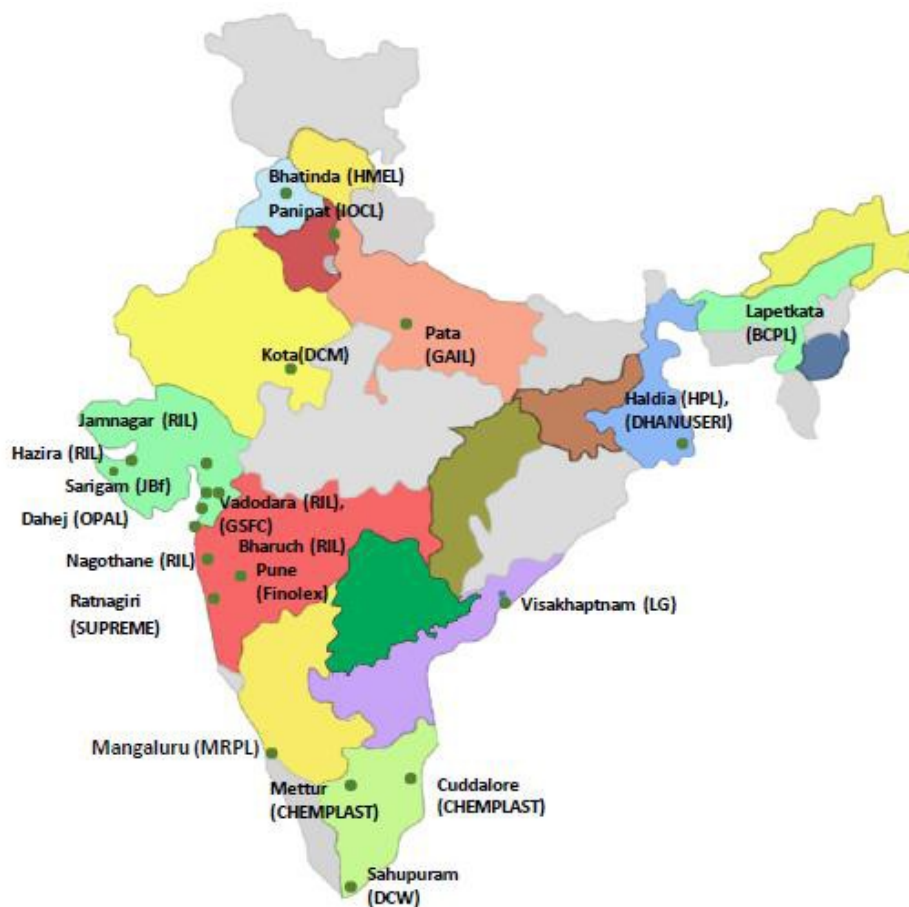 Bhatinda (HMEL)
Panipat (IOCL)
Lapetkata
(BCPL)
Pata
(GAIL)
Kota(DCM)
Haldia (HPL),
(DHANUSERI)
Jamnagar (RIL)
Hazira (RIL)
Sarigam (JBf)
Vadodara (RIL),
(GSFC)
Dahej (OPAL)
Bharuch (RIL)
Nagothane (RIL)
Pune
(Finolex)
Ratnagiri
(SUPREME)
Visakhaptnam (LG)
Mangaluru (MRPL)
Mettur
(CHEMPLAST)
Cuddalore
(CHEMPLAST)
Sahupuram
(DCW)